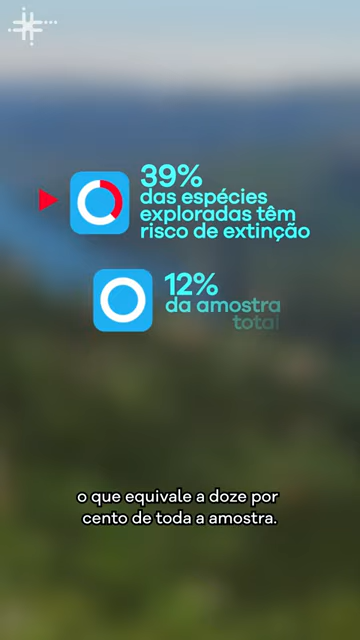 39%
das espécies
exploradas têm
risco de extinção
12%
da amostra
total
o que equivale a doze por
cento de toda a amostra.